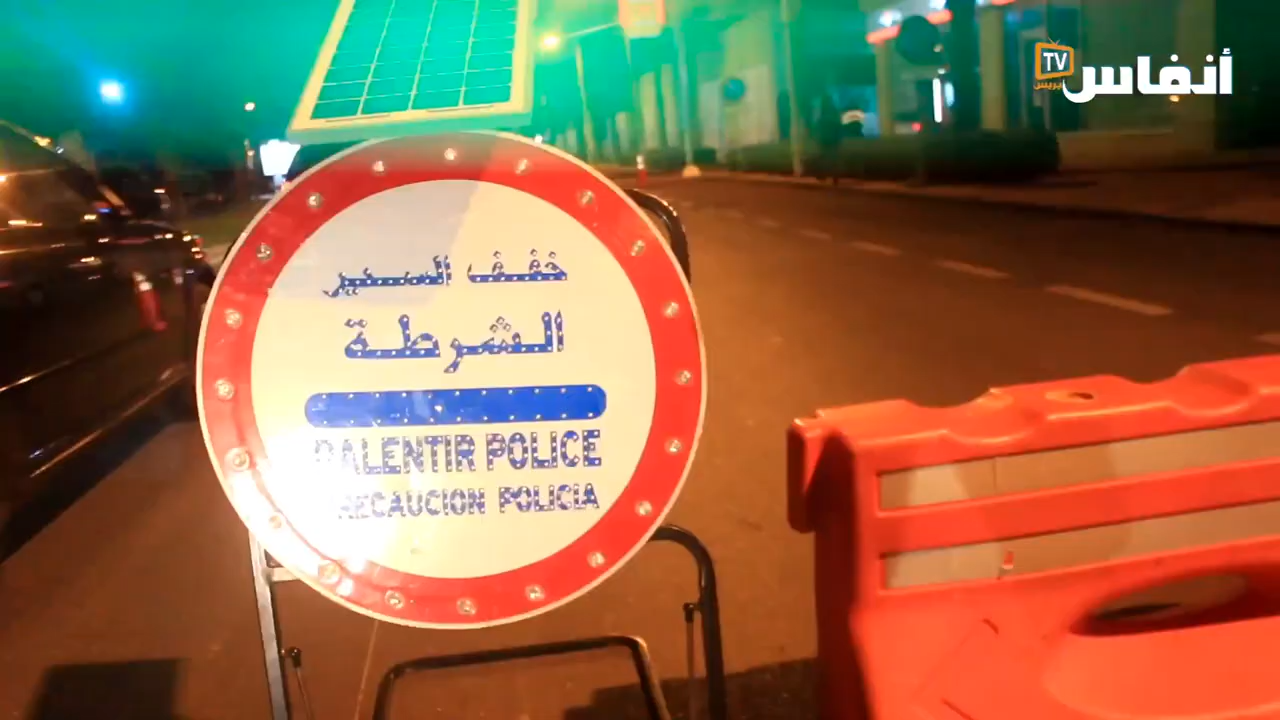 TV أنفاس
بريس
خفف السير
الشرطة
RALENTIR POLICE
PRECAUCION POLICIA